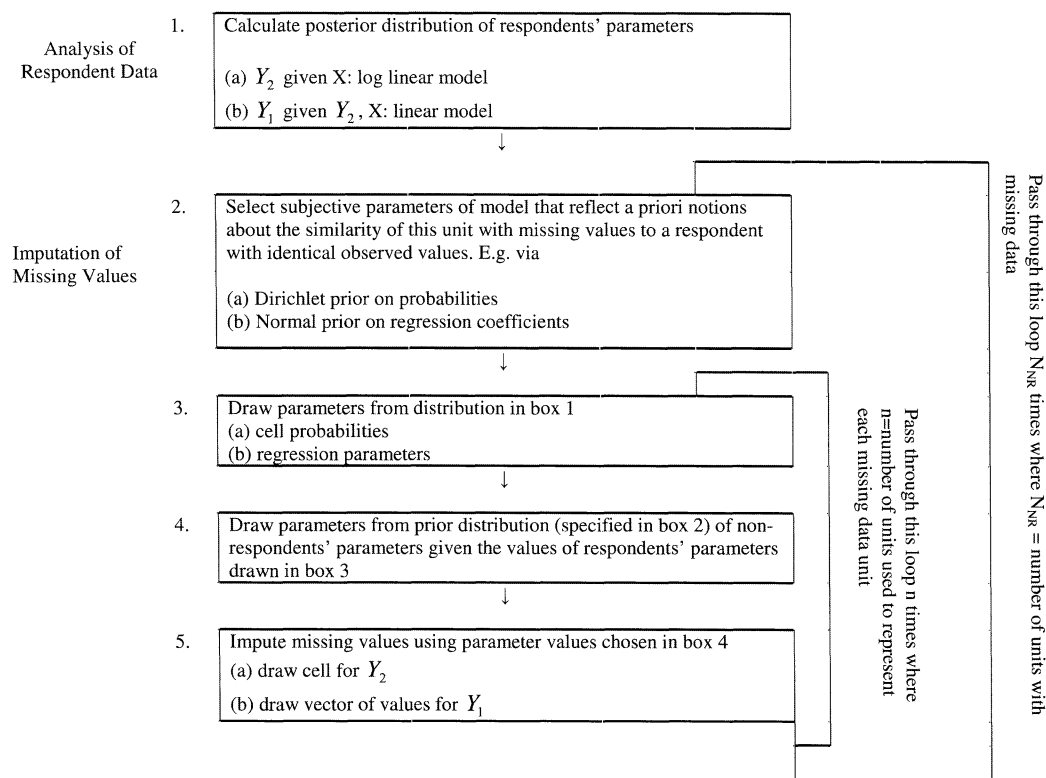 Analysis of
Respondent Data
1.
Calculate posterior distribution of respondents' parameters
(a) Y₂ given X: log linear model
(b) Y₁ given Y₂, X: linear model
↓
Imputation of
Missing Values
2.
Select subjective parameters of model that reflect a priori notions
about the similarity of this unit with missing values to a respondent
with identical observed values. E.g. via
(a) Dirichlet prior on probabilities
(b) Normal prior on regression coefficients
↓
3.
Draw parameters from distribution in box 1
(a) cell probabilities
(b) regression parameters
↓
4.
Draw parameters from prior distribution (specified in box 2) of non-
respondents' parameters given the values of respondents' parameters
drawn in box 3
↓
5.
Impute missing values using parameter values chosen in box 4
(a) draw cell for Y₂
(b) draw vector of values for Y₁
Pass through this loop n times where
n=number of units used to represent
each missing data unit
Pass through this loop N_NR times where N_NR = number of units with
missing data